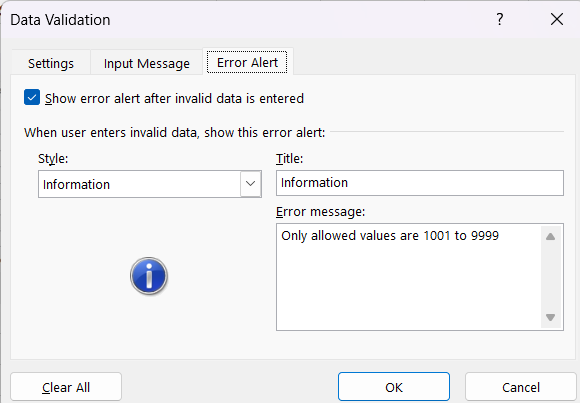 Data Validation
?
Settings
Input Message
Error Alert
Show error alert after invalid data is entered
When user enters invalid data, show this error alert:
Style:
Title:
Information
Information
Error message:
Only allowed values are 1001 to 9999
Clear All
OK
Cancel